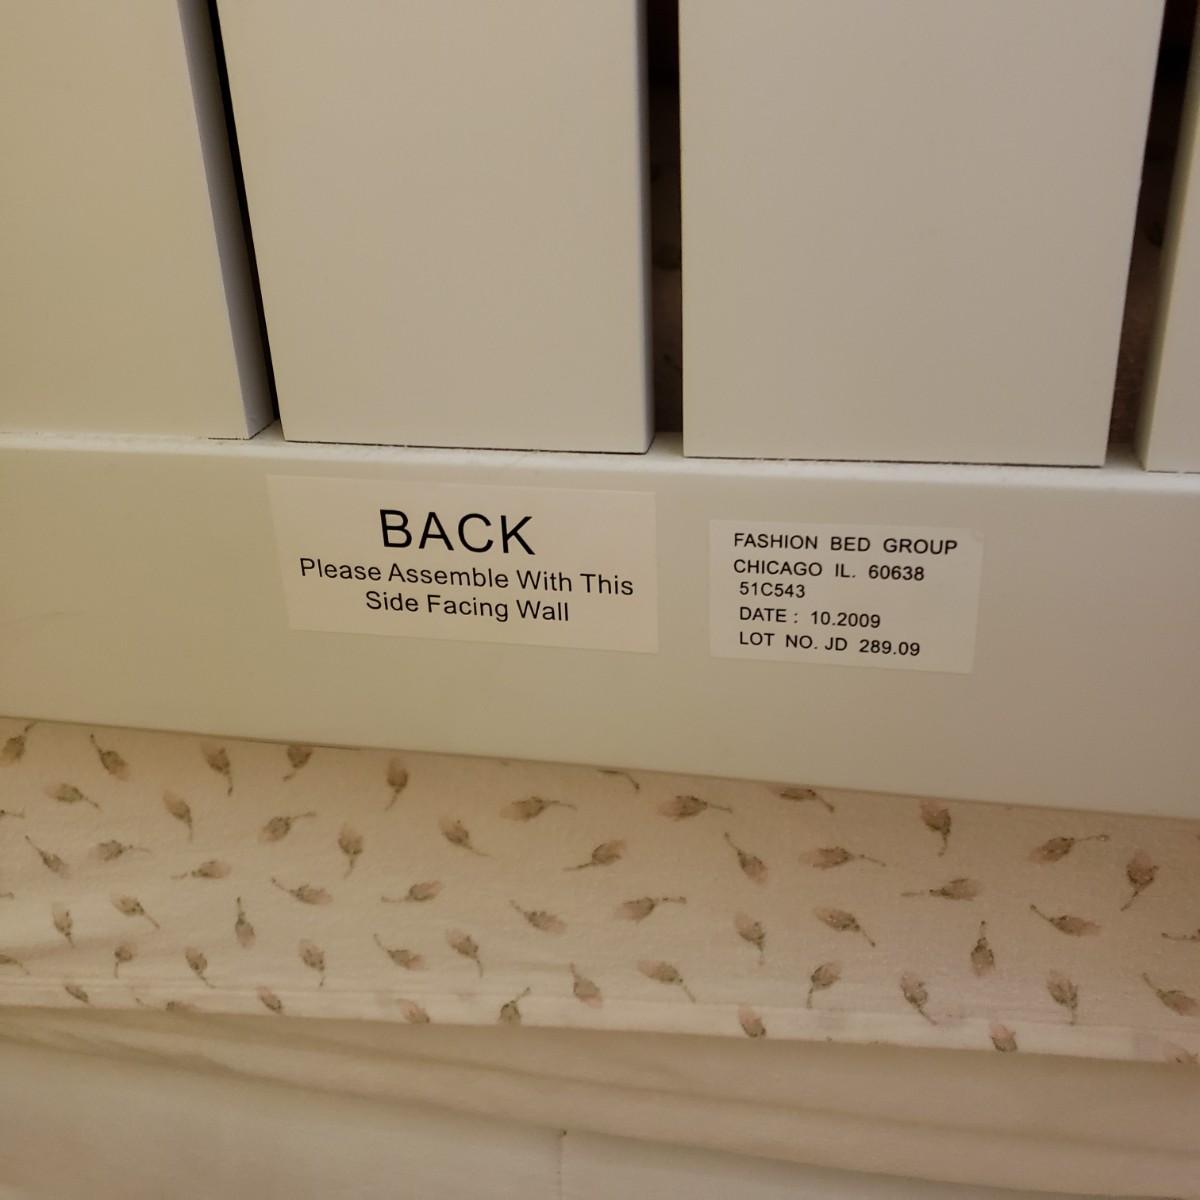 BACK
Please Assemble With This
Side Facing Wall
FASHION BED GROUP
CHICAGO IL. 60638
51C543
DATE : 10.2009
LOT NO. JD 289.09